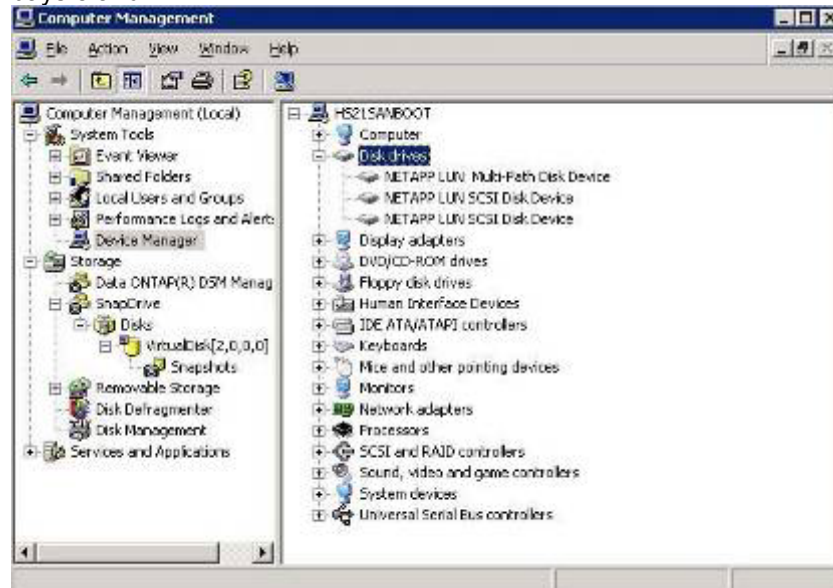 Computer Management
File Action View Window Help
Computer Management (Local)
System Tools
Event Viewer
Shared Folders
Local Users and Groups
Performance Logs and Alerts
Device Manager
Storage
Data ONTAP(R) DSM Manag
SnapDrive
Disks
VirtualDisk[2,0,0,0]
Snapshots
Removable Storage
Disk Defragmenter
Disk Management
Services and Applications
HS21SANBOOT
Computer
Disk drives
NETAPP LUN Multi-Path Disk Device
NETAPP LUN SCSI Disk Device
NETAPP LUN SCSI Disk Device
Display adapters
DVD/CD-ROM drives
Floppy disk drives
Human Interface Devices
IDE ATA/ATAPI controllers
Keyboards
Mice and other pointing devices
Monitors
Network adapters
Processors
SCSI and RAID controllers
Sound, video and game controllers
System devices
Universal Serial Bus controllers